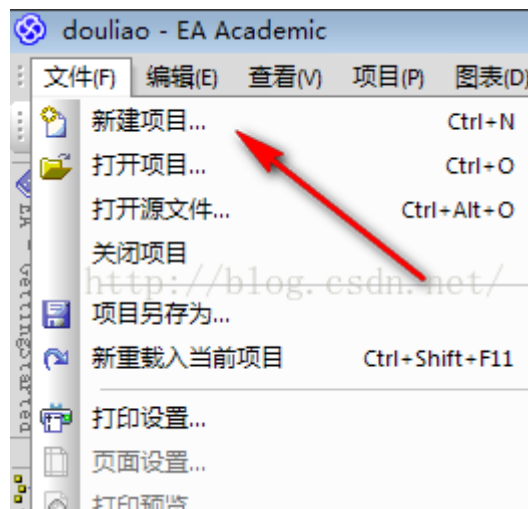 douliao - EA Academic
文件(F) 编辑(E) 查看(V) 项目(P) 图表(D)
新建项目... Ctrl+N
打开项目... Ctrl+O
打开源文件... Ctrl+Alt+O
关闭项目
http://blog.csdn.net/
项目另存为...
新重载入当前项目 Ctrl+Shift+F11
打印设置...
页面设置...
打印预览
EA - GettingStarted